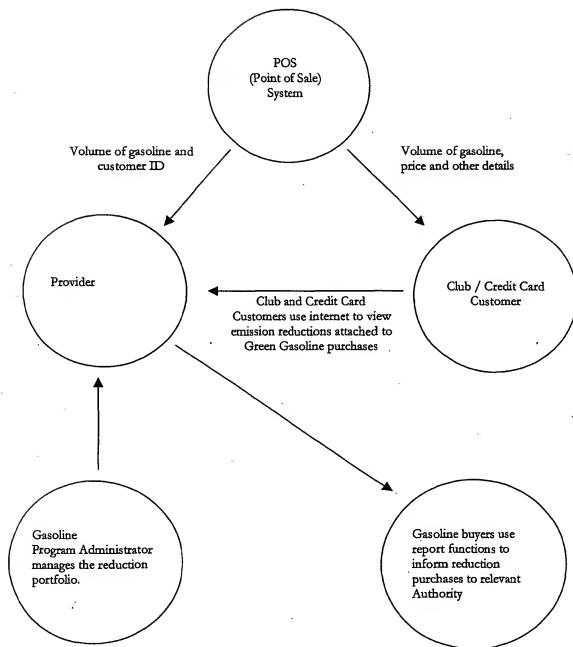 POS
(Point of Sale)
System
Volume of gasoline and
customer ID
Volume of gasoline,
price and other details
Provider
Club / Credit Card
Customer
Club and Credit Card
Customers use internet to view
emission reductions attached to
Green Gasoline purchases
Gasoline
Program Administrator
manages the reduction
portfolio.
Gasoline buyers use
report functions to
inform reduction
purchases to relevant
Authority